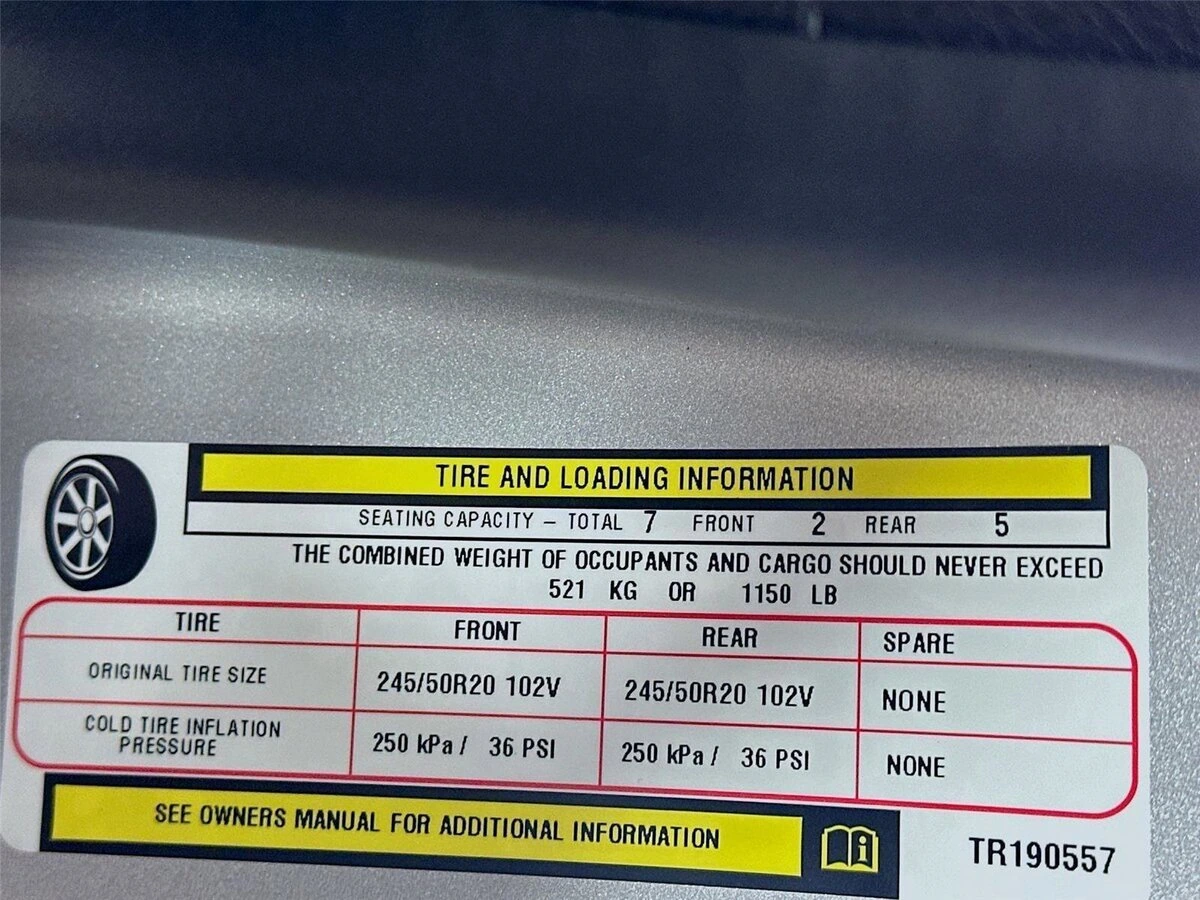 TIRE AND LOADING INFORMATION
SEATING CAPACITY – TOTAL 7 FRONT 2 REAR 5
THE COMBINED WEIGHT OF OCCUPANTS AND CARGO SHOULD NEVER EXCEED
521 KG OR 1150 LB
TIRE FRONT REAR SPARE
ORIGINAL TIRE SIZE 245/50R20 102V 245/50R20 102V NONE
COLD TIRE INFLATION
PRESSURE 250 kPa / 36 PSI 250 kPa / 36 PSI NONE
SEE OWNERS MANUAL FOR ADDITIONAL INFORMATION
TR190557